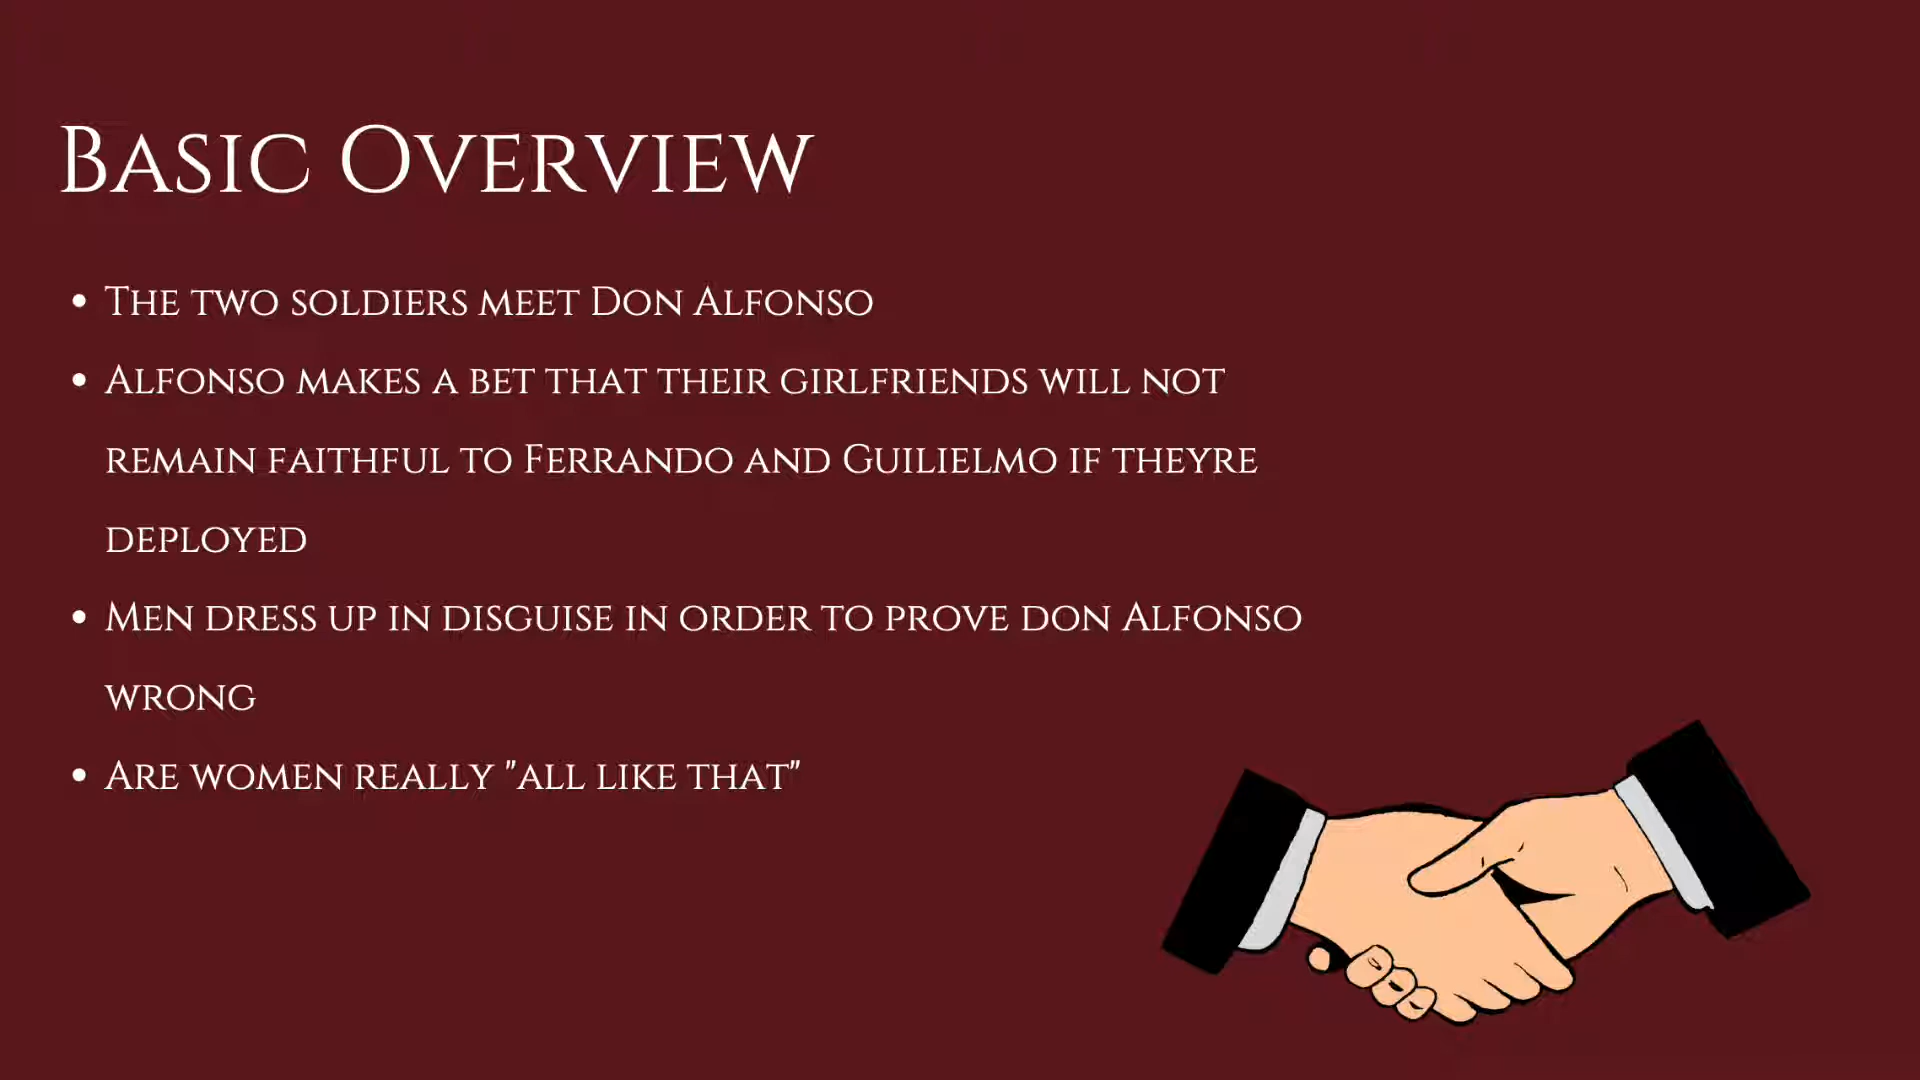 Basic Overview
• The two soldiers meet Don Alfonso
• Alfonso makes a bet that their girlfriends will not
remain faithful to Ferrando and Guilielmo if theyre
deployed
• Men dress up in disguise in order to prove don Alfonso
wrong
• Are women really "all like that"